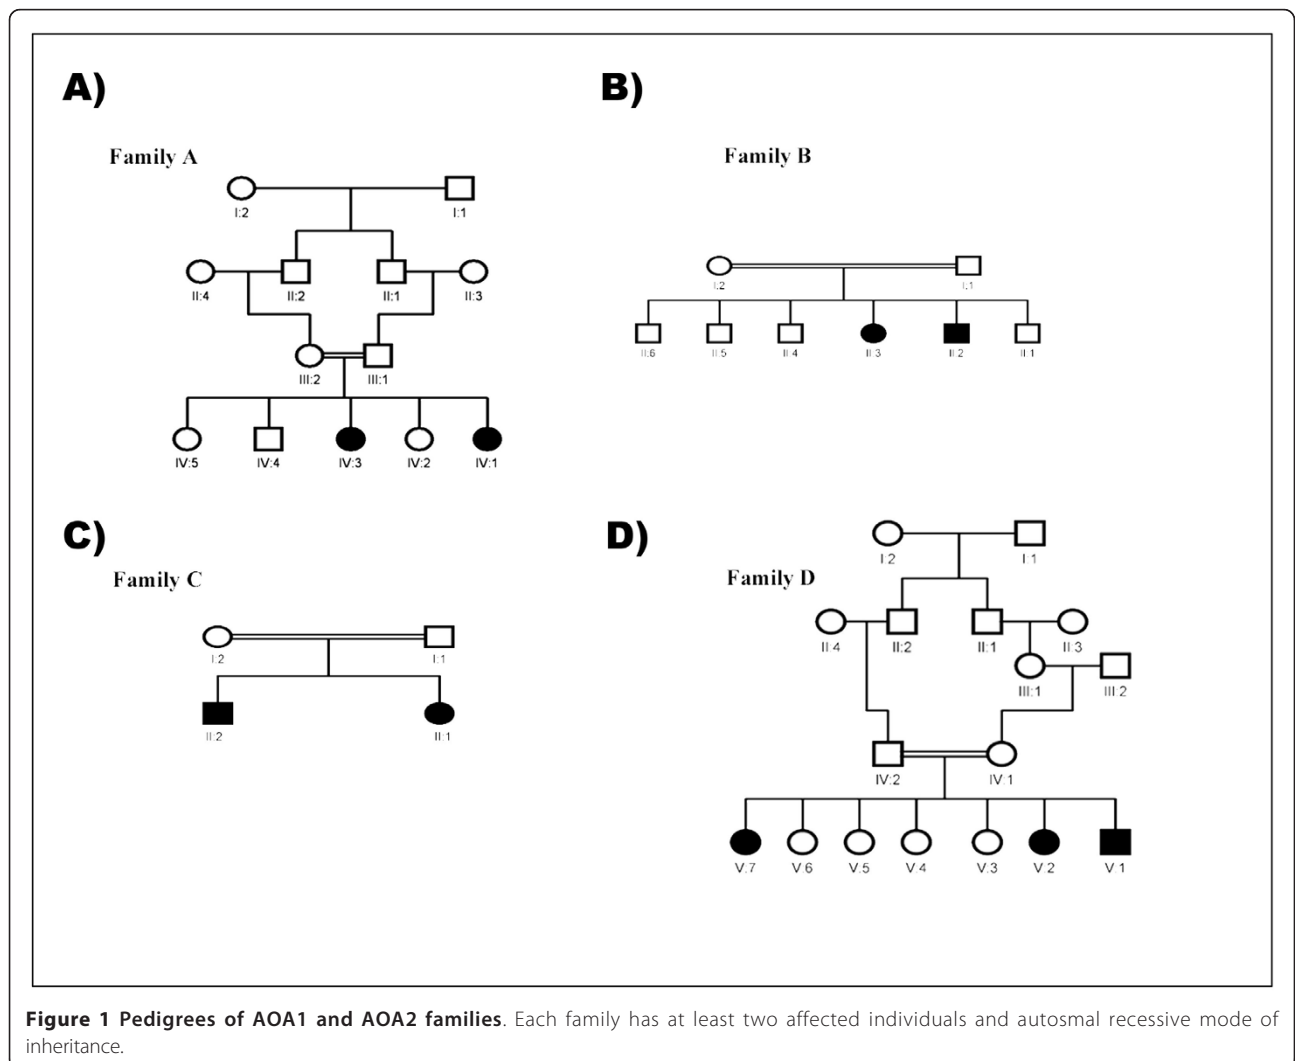 A)
B)
Family A
Family B
I:2
I:1
II:4
II:2
II:1
II:3
III:2
III:1
IV:5
IV:4
IV:3
IV:2
IV:1
I:2
I:1
II:6
II:5
II:4
II:3
II:2
II:1
C)
D)
Family C
Family D
I:2
I:1
II:2
II:1
I:2
I:1
II:4
II:2
II:1
II:3
III:1
III:2
IV:2
IV:1
V:7
V:6
V:5
V:4
V:3
V:2
V:1
Figure 1 Pedigrees of AOA1 and AOA2 families. Each family has at least two affected individuals and autosmal recessive mode of
inheritance.